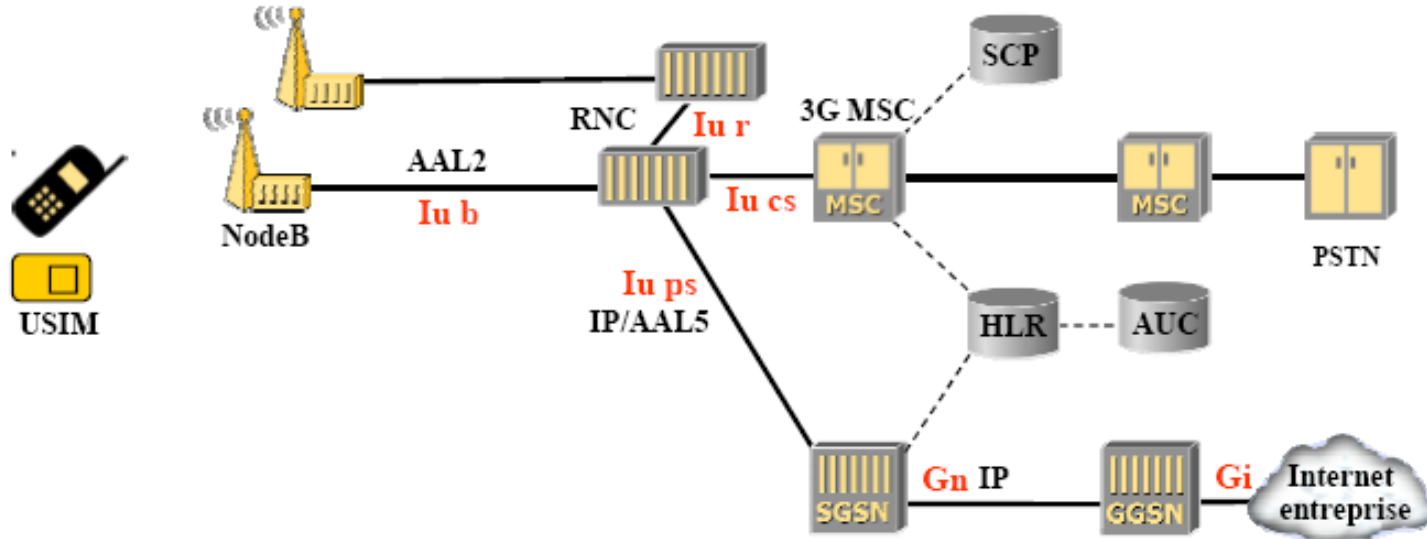 SCP
RNC
Iu r
3G MSC
AAL2
Iu b
Iu cs
MSC
MSC
NodeB
PSTN
USIM
Iu ps
IP/AAL5
HLR
AUC
SGSN
Gn IP
GGSN
Gi
Internet
entreprise